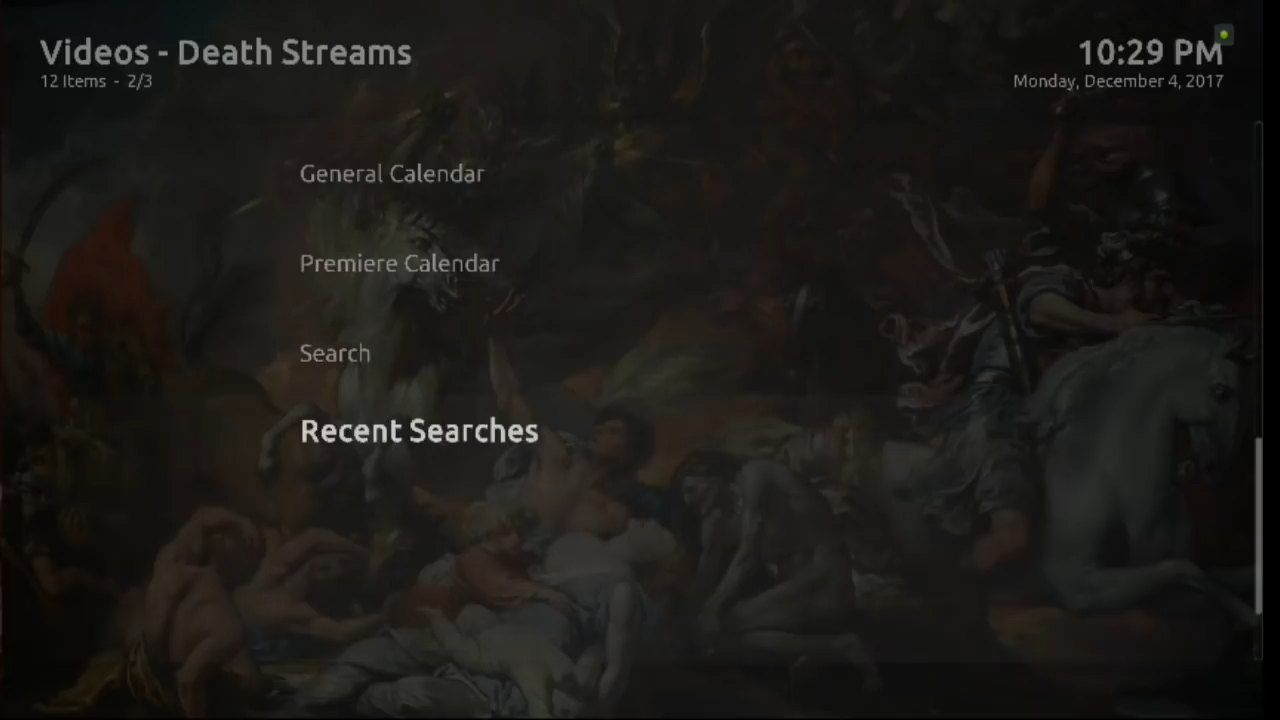 Videos - Death Streams
12 Items - 2/3
10:29 PM
Monday, December 4, 2017
General Calendar
Premiere Calendar
Search
Recent Searches